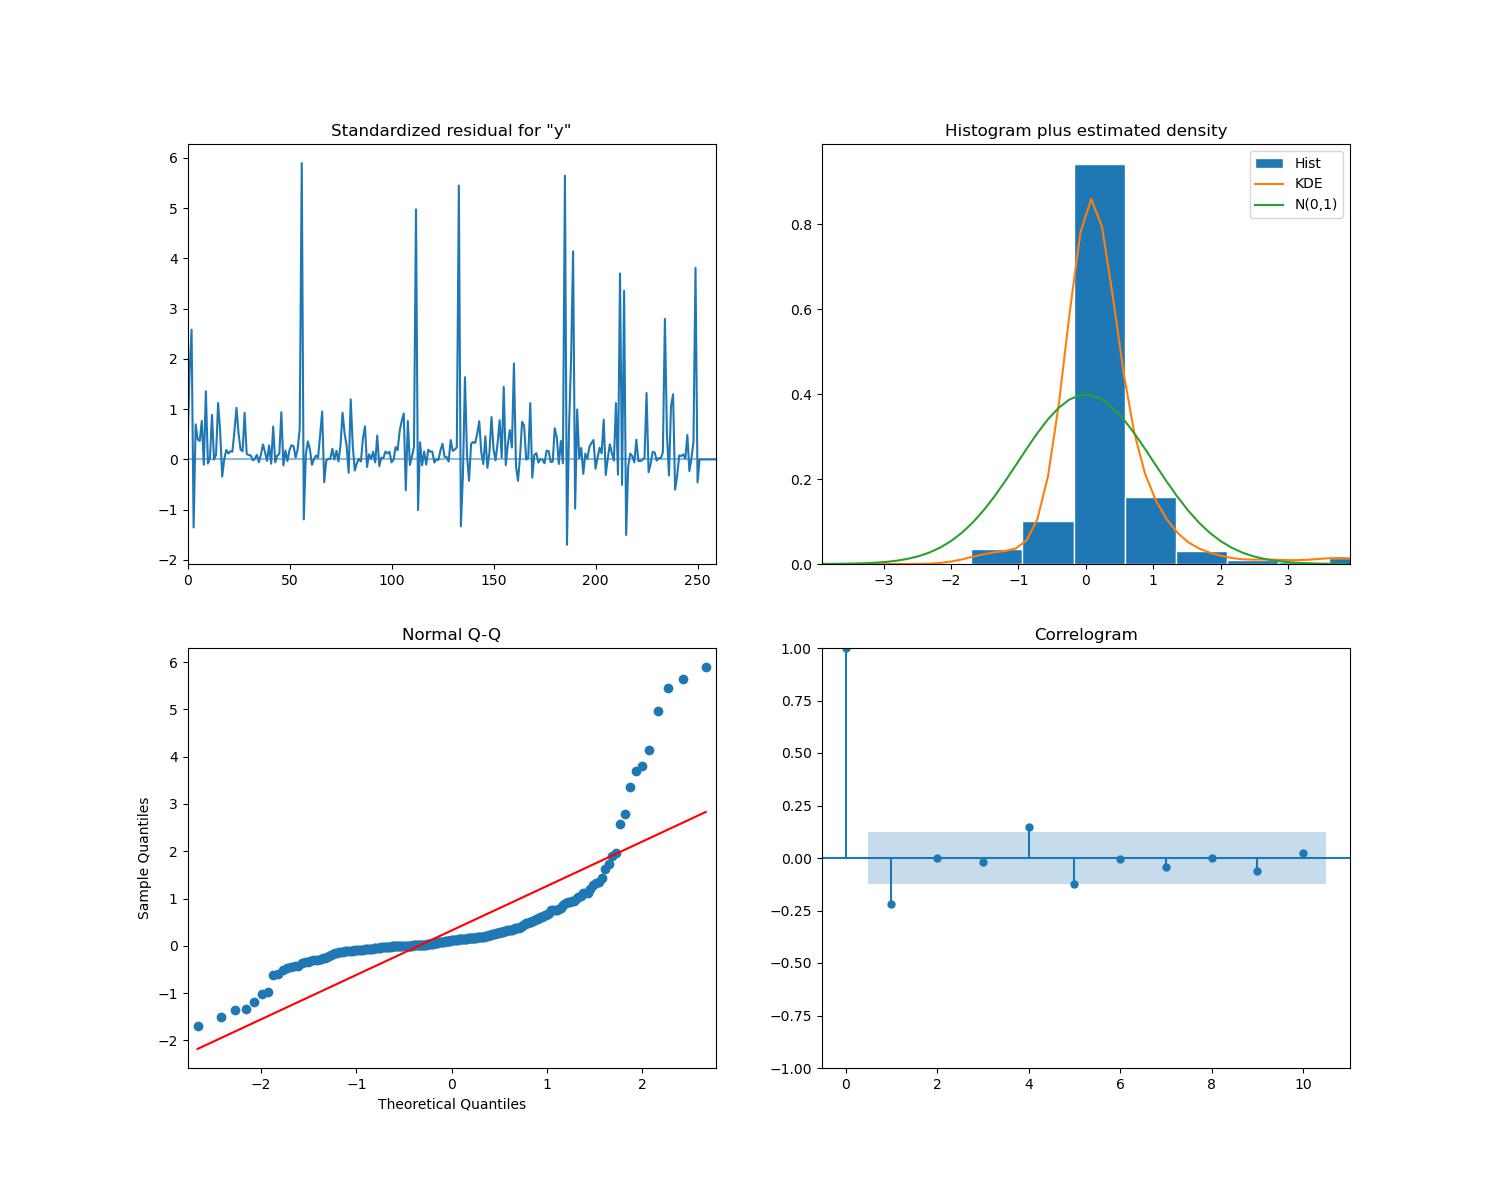 Standardized residual for "y"
6
5
4
3
2
1
0
−1
−2
0 50 100 150 200 250
Histogram plus estimated density
Hist
KDE
N(0,1)
0.8
0.6
0.4
0.2
0.0
−3 −2 −1 0 1 2 3
Normal Q-Q
Sample Quantiles
6
5
4
3
2
1
0
−1
−2
−2 −1 0 1 2
Theoretical Quantiles
Correlogram
1.00
0.75
0.50
0.25
0.00
−0.25
−0.50
−0.75
−1.00
0 2 4 6 8 10